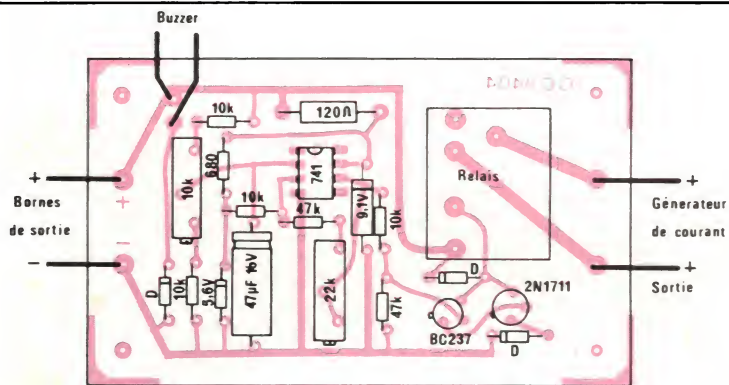 Buzzer
10k
120Ω
680
10k
741
10k
47k
9.1V
10k
Relais
+
Bornes
de sortie
−
+
−
+
Générateur
de courant
+
Sortie
D
10k
5.6V
47µF 16V
22k
47k
D
BC237
2N1711
D